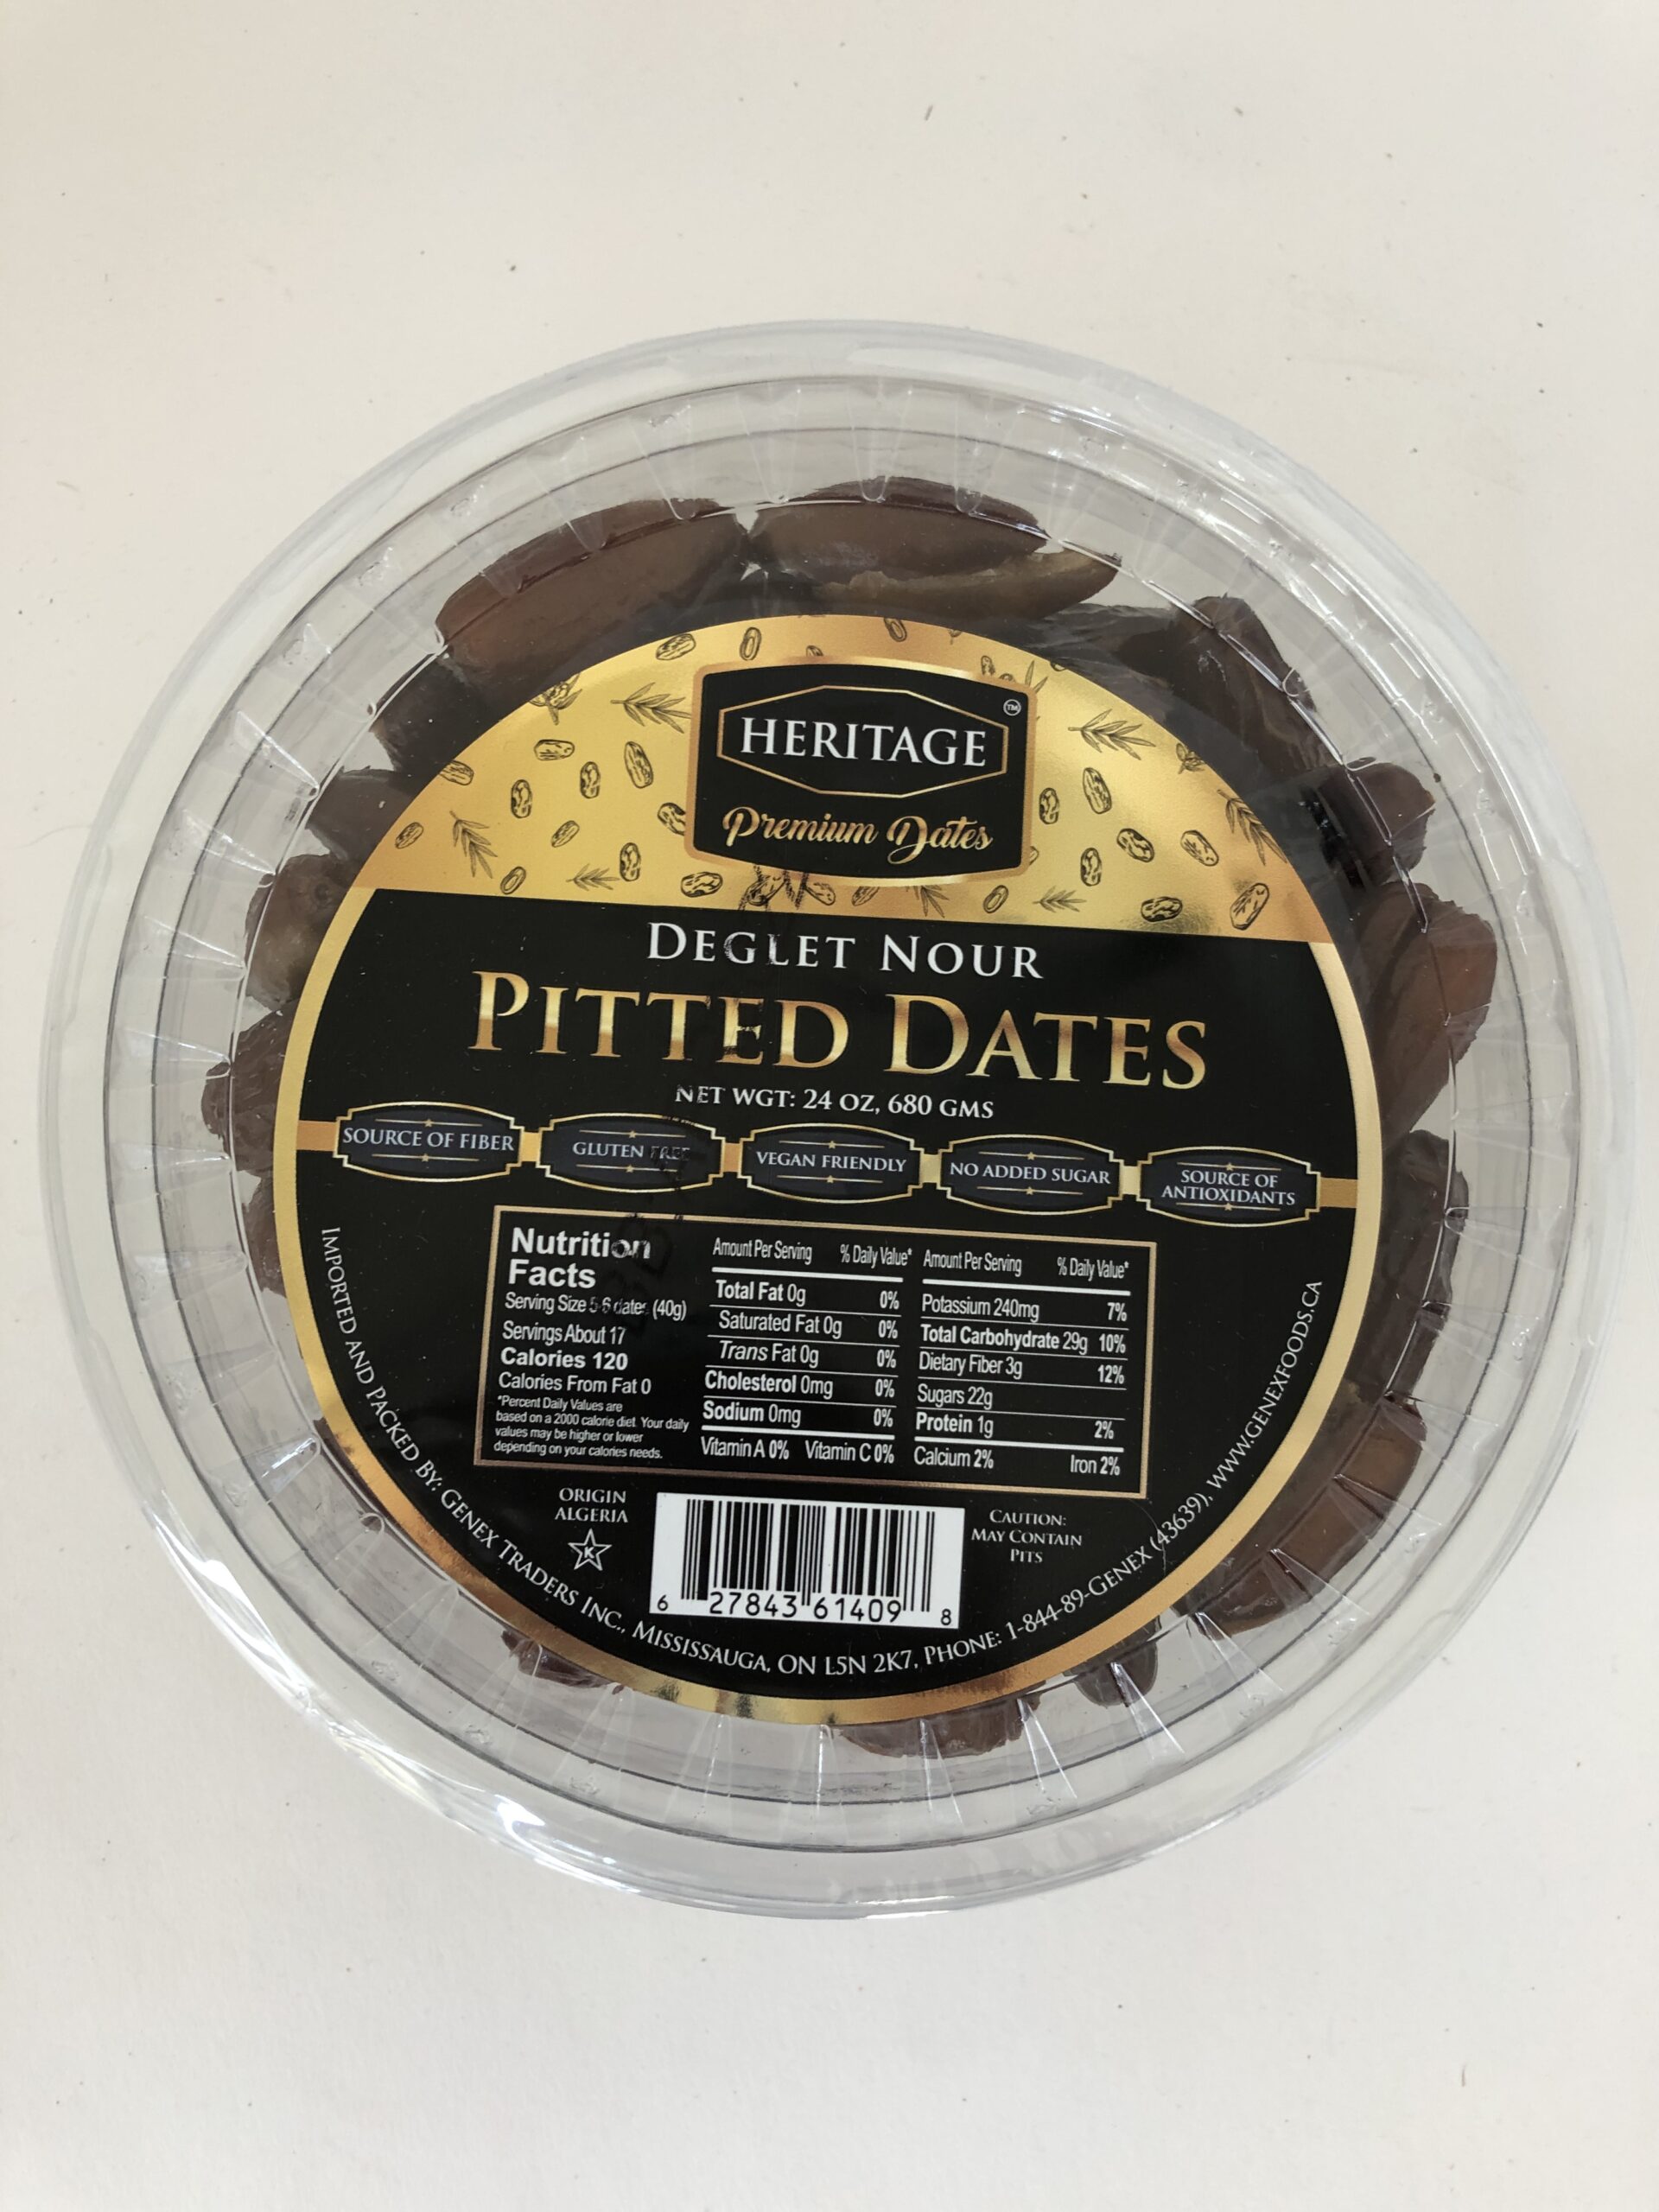 HERITAGE
TM
Premium Dates
DEGLET NOUR
PITTED DATES
NET WGT: 24 OZ, 680 GMS
SOURCE OF FIBER
GLUTEN FREE
VEGAN FRIENDLY
NO ADDED SUGAR
SOURCE OF
ANTIOXIDANTS
Nutrition
Facts
Serving Size 5-6 dates (40g)
Servings About 17
Calories 120
Calories From Fat 0
*Percent Daily Values are
based on a 2000 calorie diet. Your daily
values may be higher or lower
depending on your calories needs.
Amount Per Serving % Daily Value*
Total Fat 0g 0%
Saturated Fat 0g 0%
Trans Fat 0g 0%
Cholesterol 0mg 0%
Sodium 0mg 0%
Vitamin A 0% Vitamin C 0%
Amount Per Serving % Daily Value*
Potassium 240mg 7%
Total Carbohydrate 29g 10%
Dietary Fiber 3g 12%
Sugars 22g
Protein 1g 2%
Calcium 2% Iron 2%
ORIGIN
ALGERIA
K
6 27843 61409 8
CAUTION:
MAY CONTAIN
PITS
IMPORTED AND PACKED BY: GENEX TRADERS INC., MISSISSAUGA, ON L5N 2K7, PHONE: 1-844-89-GENEX (43639), WWW.GENEXFOODS.CA